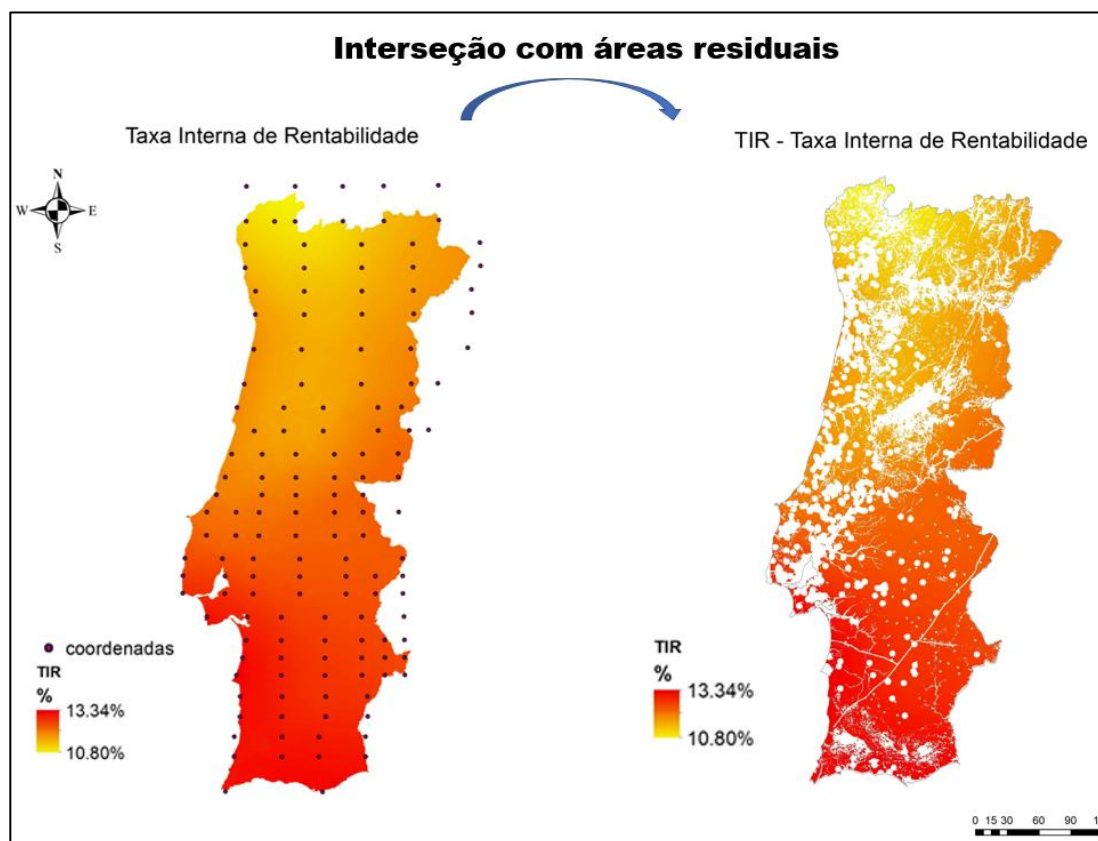 Interseção com áreas residuais
Taxa Interna de Rentabilidade
TIR - Taxa Interna de Rentabilidade
N
W
E
S
coordenadas
TIR
%
13.34%
10.80%
TIR
%
13.34%
10.80%
0 15 30 60 90